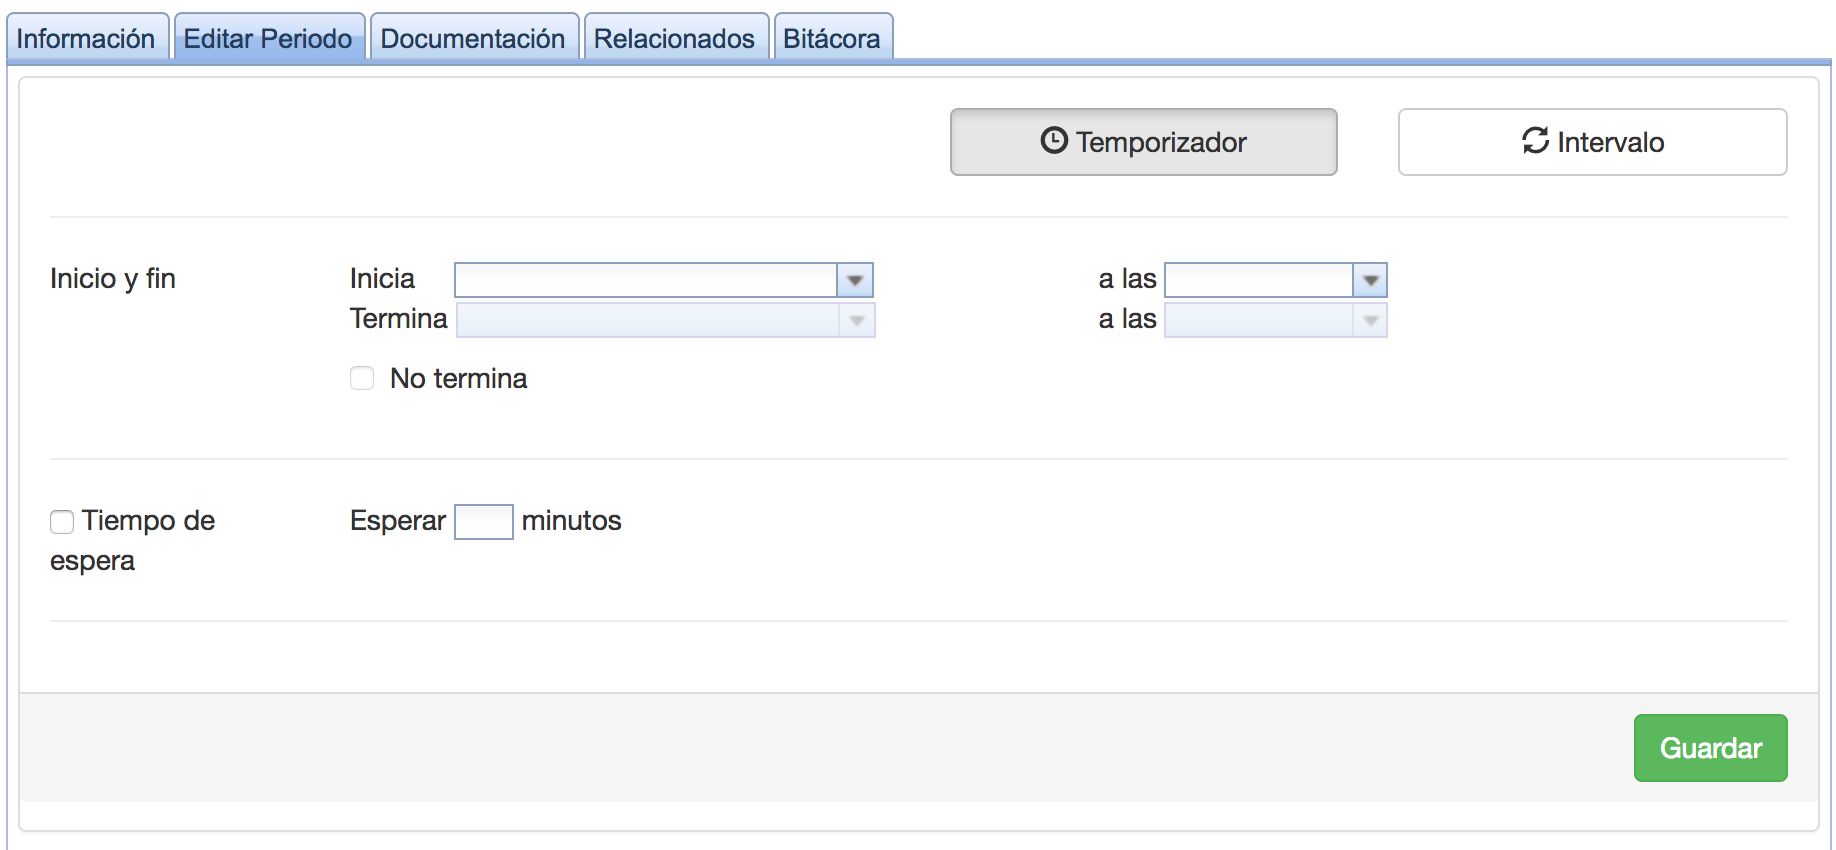 Información Editar Periodo Documentación Relacionados Bitácora
Temporizador Intervalo
Inicio y fin Inicia a las
Termina a las
No termina
Tiempo de Esperar minutos
espera
Guardar